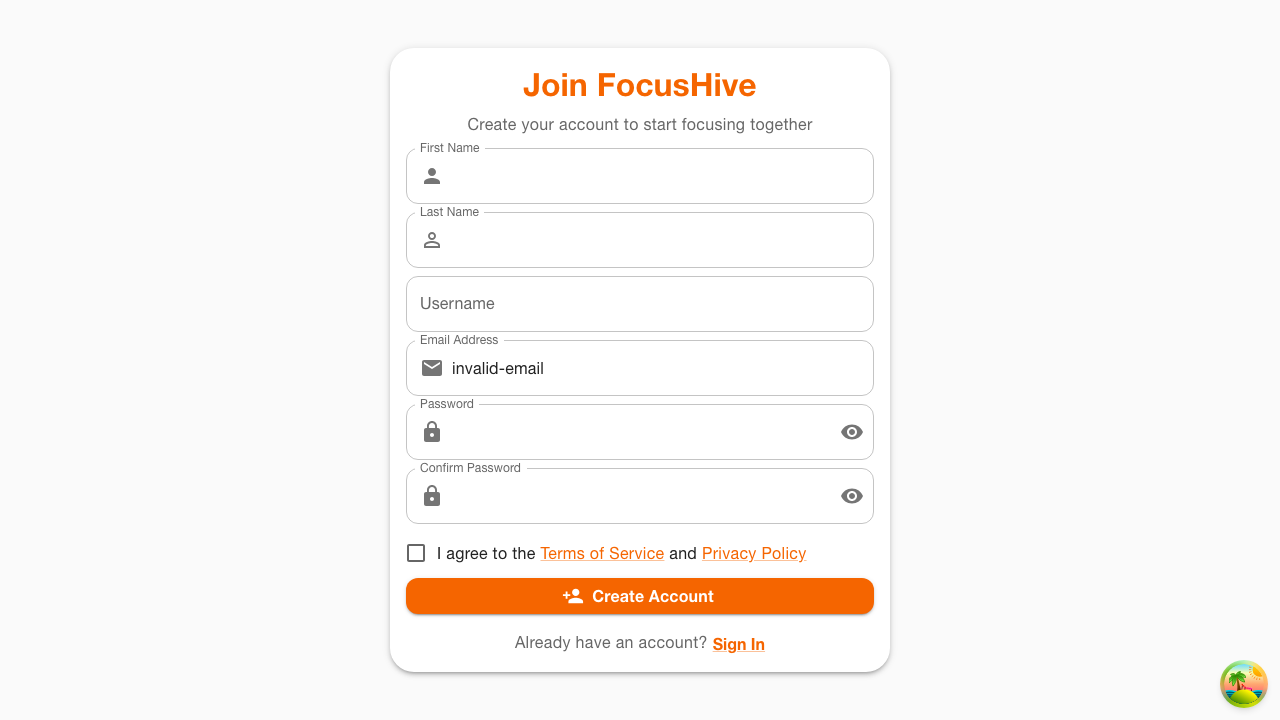 Join FocusHive
Create your account to start focusing together
First Name
Last Name
Username
Email Address
invalid-email
Password
Confirm Password
I agree to the Terms of Service and Privacy Policy
Create Account
Already have an account? Sign In